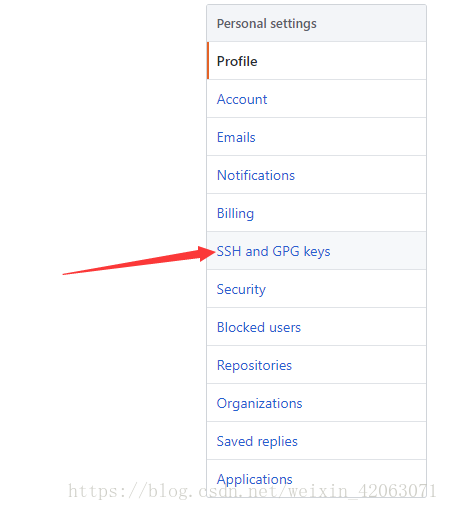 Personal settings
Profile
Account
Emails
Notifications
Billing
SSH and GPG keys
Security
Blocked users
Repositories
Organizations
Saved replies
Applications
https://blog.csdn.net/weixin_42063071